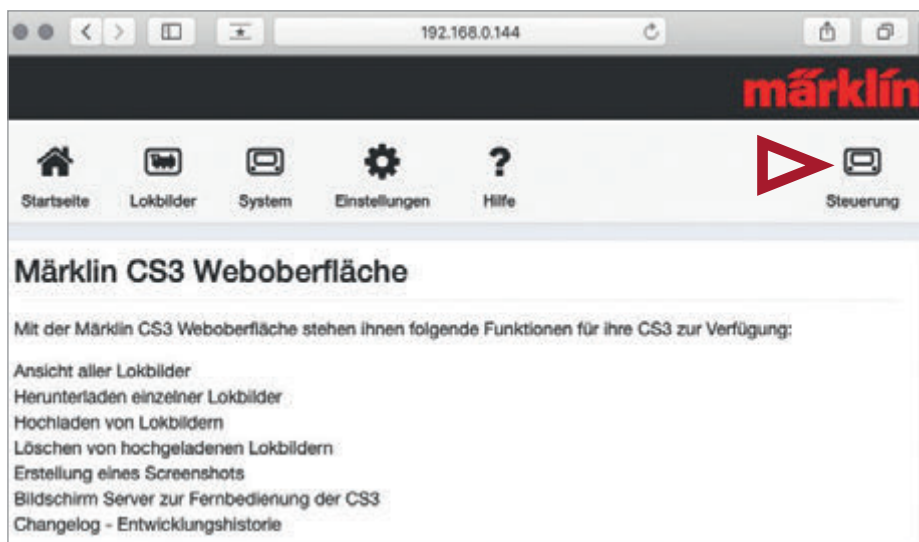 192.168.0.144
märklin
Startseite Lokbilder System Einstellungen Hilfe Steuerung
Märklin CS3 Weboberfläche
Mit der Märklin CS3 Weboberfläche stehen ihnen folgende Funktionen für ihre CS3 zur Verfügung:
Ansicht aller Lokbilder
Herunterladen einzelner Lokbilder
Hochladen von Lokbildern
Löschen von hochgeladenen Lokbildern
Erstellung eines Screenshots
Bildschirm Server zur Fernbedienung der CS3
Changelog - Entwicklungshistorie